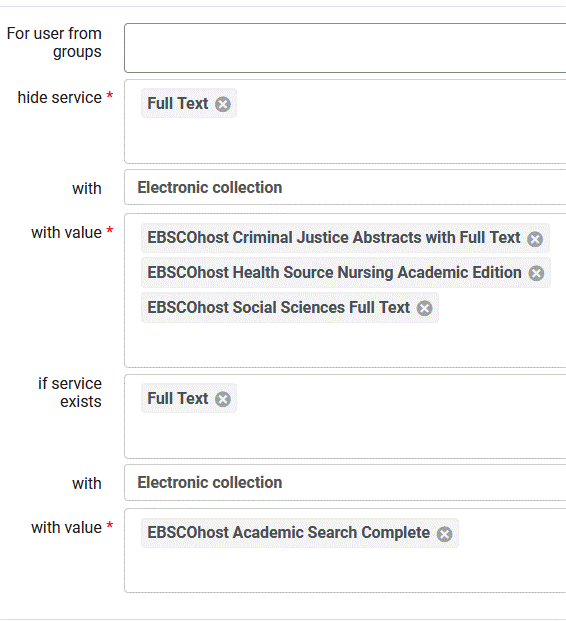 For user from
groups
hide service *
Full Text
with
Electronic collection
with value *
EBSCOhost Criminal Justice Abstracts with Full Text
EBSCOhost Health Source Nursing Academic Edition
EBSCOhost Social Sciences Full Text
if service
exists
Full Text
with
Electronic collection
with value *
EBSCOhost Academic Search Complete